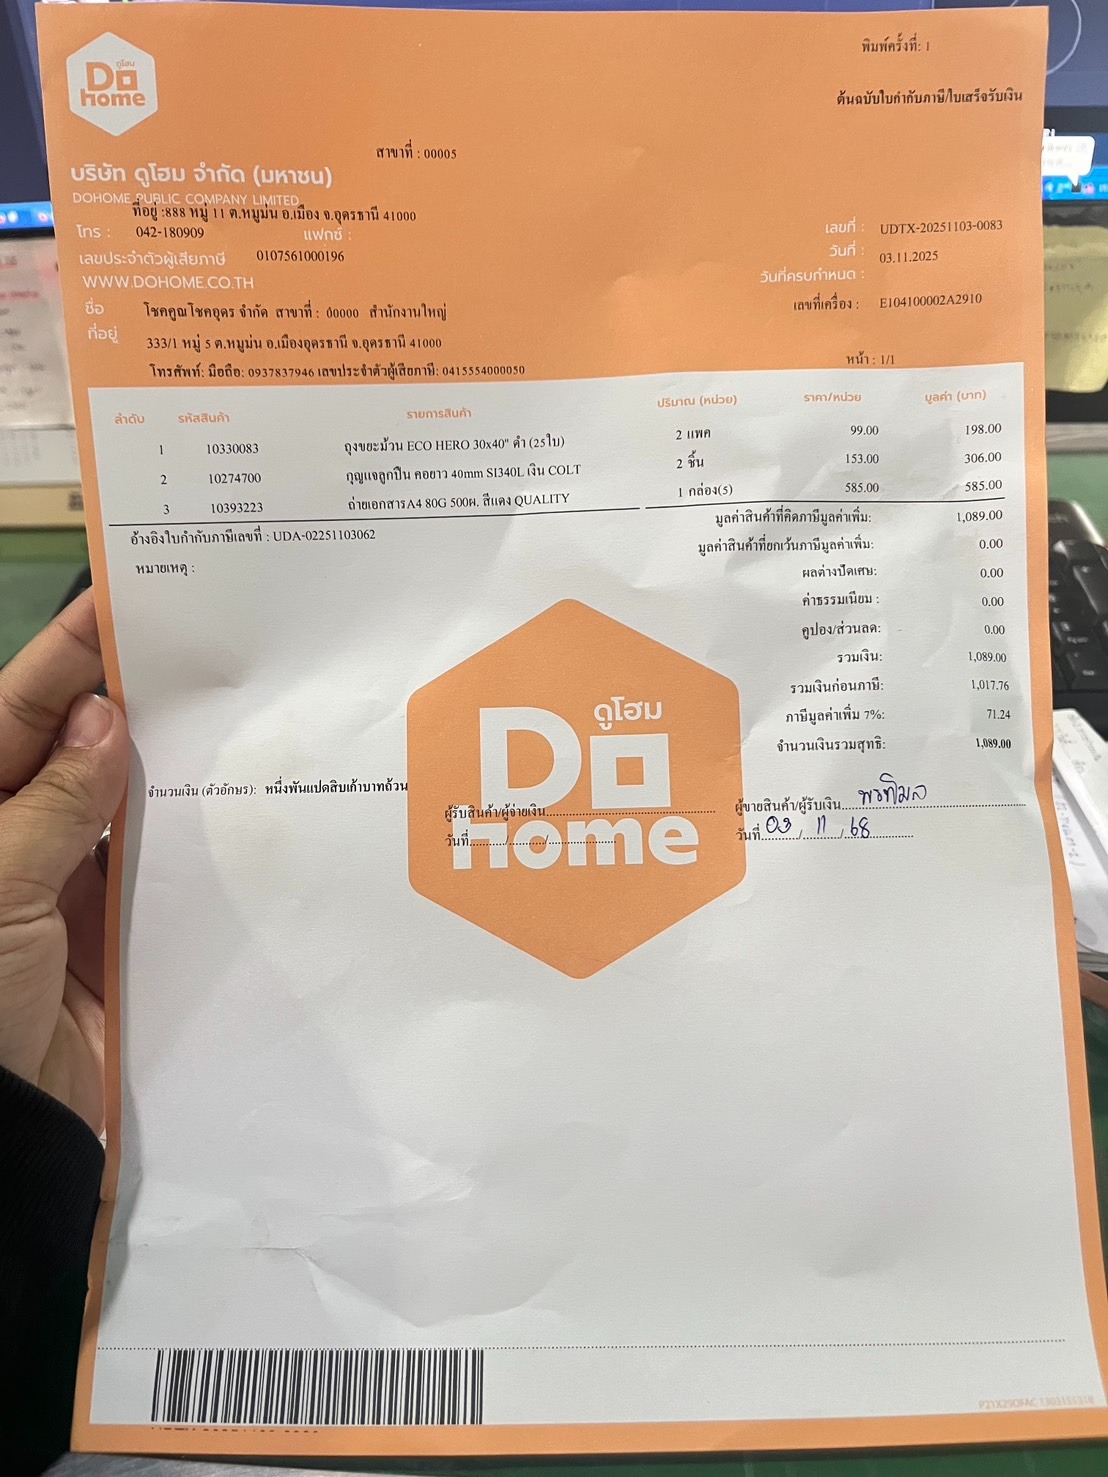 ดูโฮม
Do
home
พิมพ์ครั้งที่: 1
ต้นฉบับใบกำกับภาษี/ใบเสร็จรับเงิน
สาขาที่ : 00005
บริษัท ดูโฮม จำกัด (มหาชน)
DOHOME PUBLIC COMPANY LIMITED
ที่อยู่ :888 หมู่ 11 ต.หมูม่น อ.เมือง จ.อุดรธานี 41000
โทร : 042-180909 แฟกซ์ :
เลขประจำตัวผู้เสียภาษี 0107561000196
WWW.DOHOME.CO.TH
เลขที่ : UDTX-20251103-0083
วันที่ : 03.11.2025
วันที่ครบกำหนด :
เลขที่เครื่อง : E104100002A2910
ชื่อ โชคคูณโชคอุดร จำกัด สาขาที่ : 00000 สำนักงานใหญ่
ที่อยู่ 333/1 หมู่ 5 ต.หมูม่น อ.เมืองอุดรธานี จ.อุดรธานี 41000
โทรศัพท์: มือถือ: 0937837946 เลขประจำตัวผู้เสียภาษี: 0415554000050
หน้า : 1/1
ลำดับ รหัสสินค้า รายการสินค้า ปริมาณ (หน่วย) ราคา/หน่วย มูลค่า (บาท)
1 10330083 ถุงขยะม้วน ECO HERO 30x40" ดำ (25ใบ) 2 แพค 99.00 198.00
2 10274700 กุญแจลูกปืน คอยาว 40mm SI340L เงิน COLT 2 ชิ้น 153.00 306.00
3 10393223 ถ่ายเอกสารA4 80G 500ผ. สีแดง QUALITY 1 กล่อง(5) 585.00 585.00
อ้างอิงใบกำกับภาษีเลขที่ : UDA-02251103062
หมายเหตุ :
มูลค่าสินค้าที่คิดภาษีมูลค่าเพิ่ม: 1,089.00
มูลค่าสินค้าที่ยกเว้นภาษีมูลค่าเพิ่ม: 0.00
ผลต่างปัดเศษ: 0.00
ค่าธรรมเนียม : 0.00
คูปอง/ส่วนลด: - 0.00
รวมเงิน: 1,089.00
รวมเงินก่อนภาษี: 1,017.76
ภาษีมูลค่าเพิ่ม 7%: 71.24
จำนวนเงินรวมสุทธิ: 1,089.00
ดูโฮม
Do
home
จำนวนเงิน (ตัวอักษร): หนึ่งพันแปดสิบเก้าบาทถ้วน
ผู้รับสินค้า/ผู้จ่ายเงิน
วันที่......../......../........
ผู้ขายสินค้า/ผู้รับเงิน
วันที่ 03 / 11 / 68